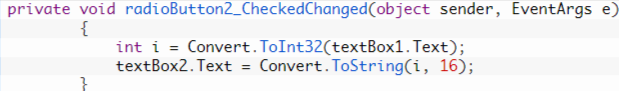 private void radioButton2_CheckedChanged(object sender, EventArgs e)
{
int i = Convert.ToInt32(textBox1.Text);
textBox2.Text = Convert.ToString(i, 16);
}